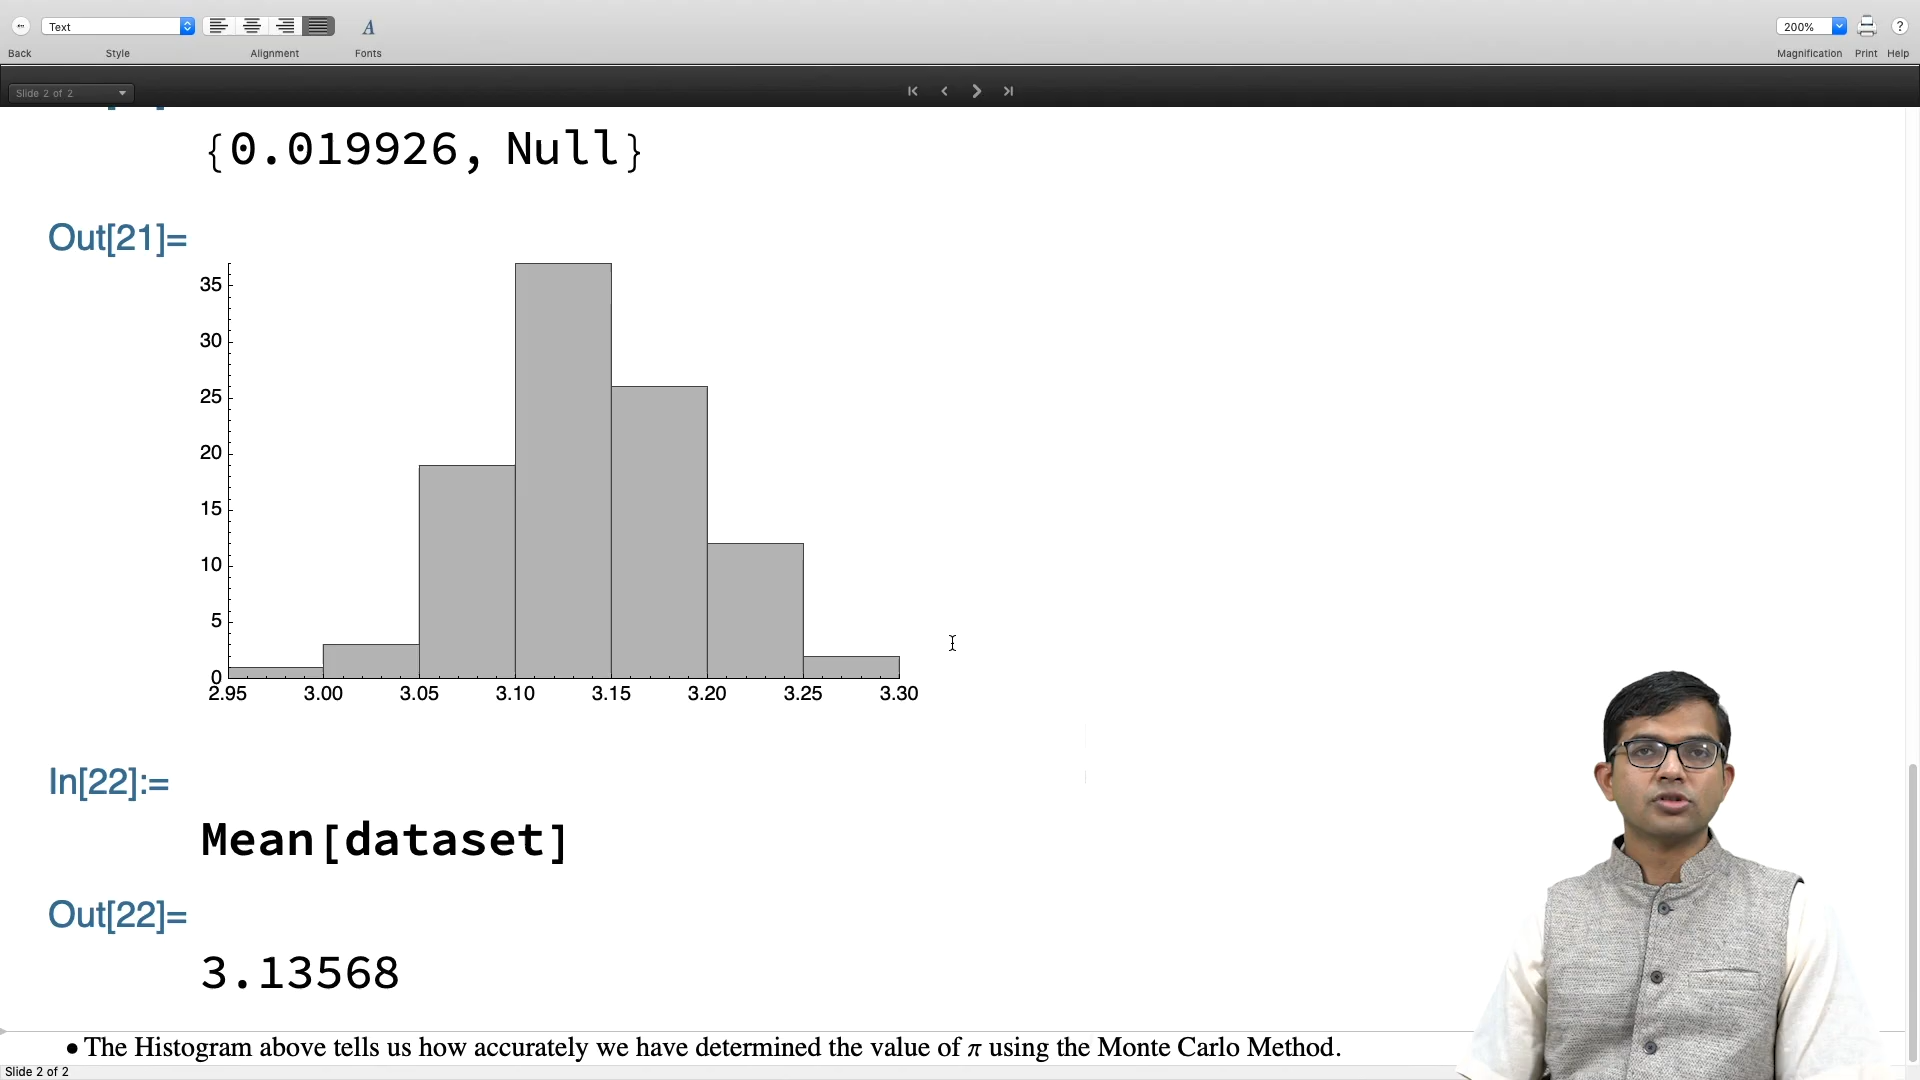 Text
200%
Back
Style
Alignment
Fonts
Magnification
Print
Help
Slide 2 of 2
{0.019926, Null}
Out[21]=
35
30
25
20
15
10
5
0
2.95 3.00 3.05 3.10 3.15 3.20 3.25 3.30
In[22]:=
Mean[dataset]
Out[22]=
3.13568
• The Histogram above tells us how accurately we have determined the value of π using the Monte Carlo Method.
Slide 2 of 2